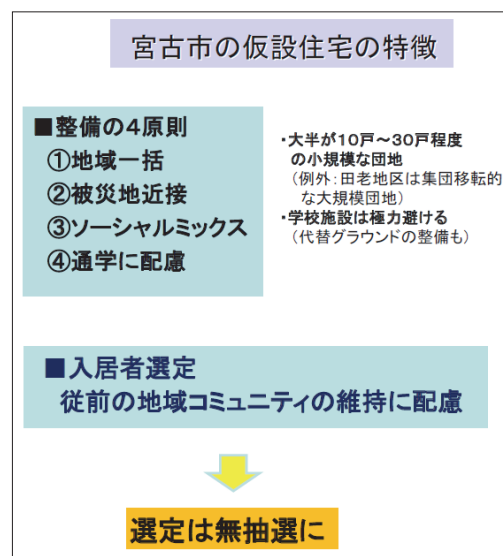 宮古市の仮設住宅の特徴
■整備の4原則
①地域一括
②被災地近接
③ソーシャルミックス
④通学に配慮
・大半が10戸～30戸程度
の小規模な団地
(例外:田老地区は集団移転的
な大規模団地)
・学校施設は極力避ける
(代替グラウンドの整備も)
■入居者選定
従前の地域コミュニティの維持に配慮
選定は無抽選に